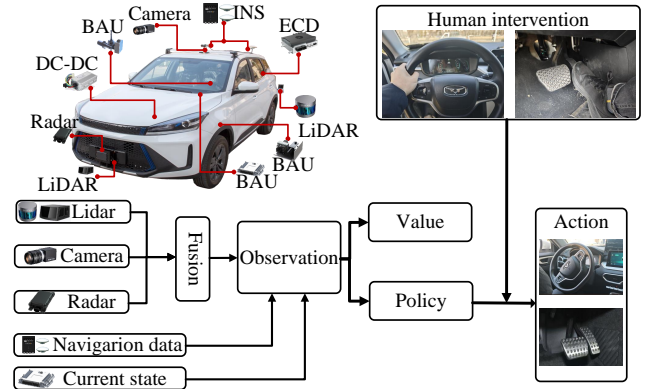 Camera
INS
BAU
ECD
DC-DC
Radar
LiDAR
LiDAR
BAU
BAU
Human intervention
Lidar
Camera
Radar
Fusion
Observation
Value
Policy
Action
Navigarion data
Current state